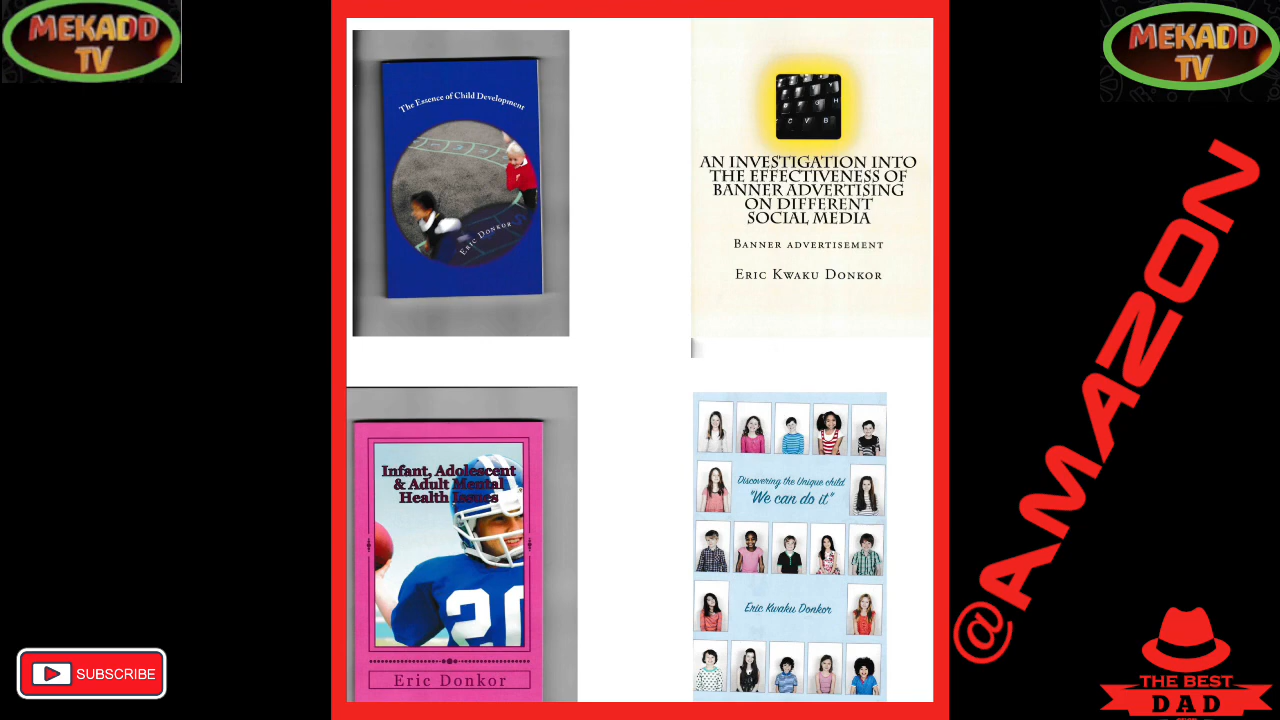 MEKADD
TV
MEKADD
TV
The Essence of Child Development
ERIC DONKOR
Y
G H
C V B
AN INVESTIGATION INTO
THE EFFECTIVENESS OF
BANNER ADVERTISING
ON DIFFERENT
SOCIAL MEDIA
BANNER ADVERTISEMENT
ERIC KWAKU DONKOR
Infant, Adolescent
& Adult Mental
Health Issues
20
Eric Donkor
Discovering the Unique child
"We can do it"
Eric Kwaku Donkor
@AMAZON
SUBSCRIBE
THE BEST
DAD